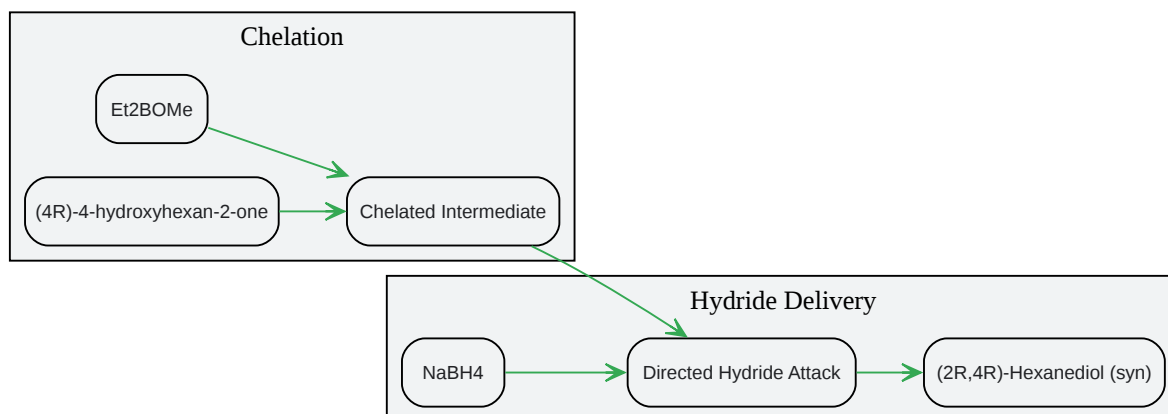 Chelation
Et2BOMe
(4R)-4-hydroxyhexan-2-one
Chelated Intermediate
Hydride Delivery
NaBH4
Directed Hydride Attack
(2R,4R)-Hexanediol (syn)